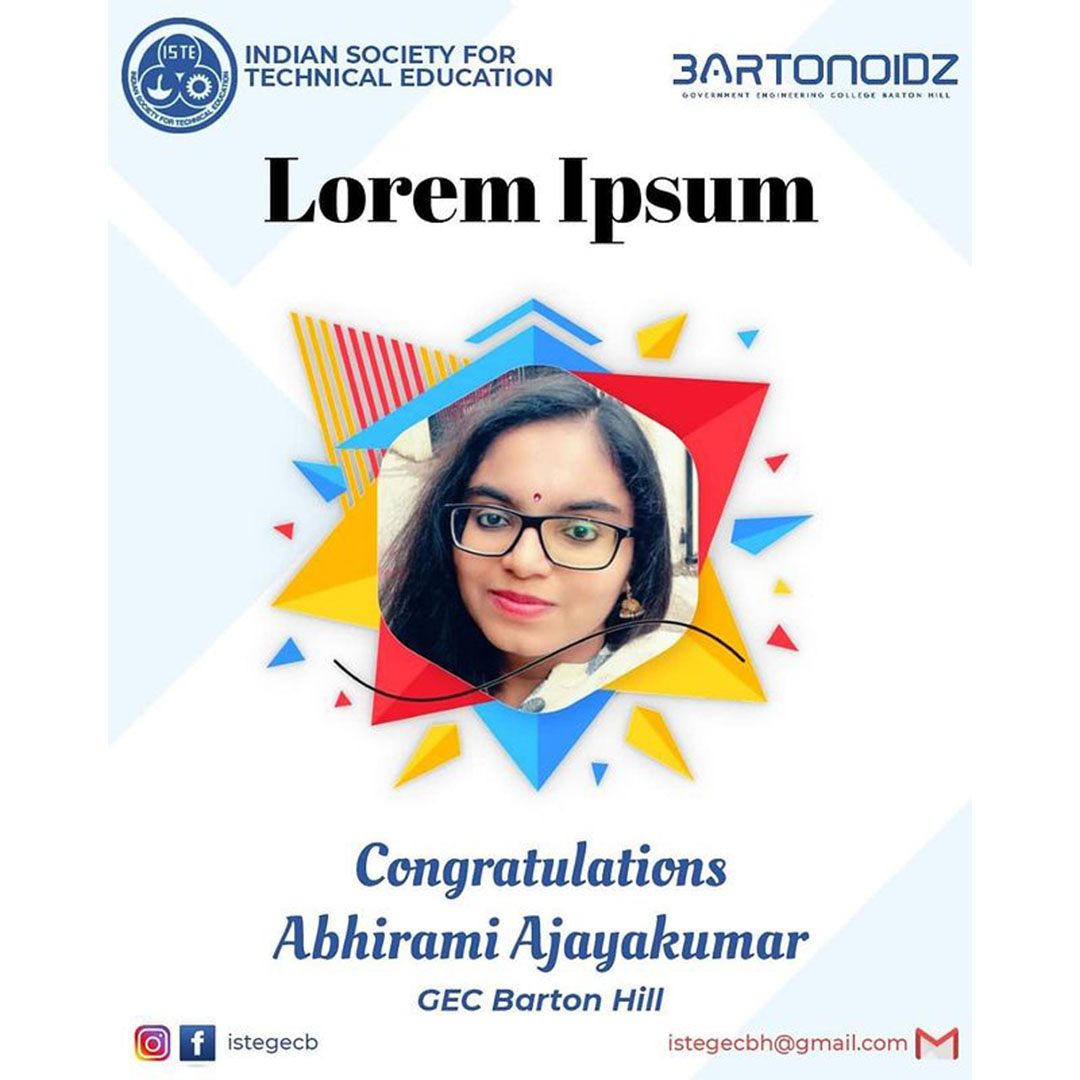 ISTE
INDIAN SOCIETY FOR TECHNICAL EDUCATION
INDIAN SOCIETY FOR
TECHNICAL EDUCATION
BARTONOIDZ
GOVERNMENT ENGINEERING COLLEGE BARTON HILL
Lorem Ipsum
Congratulations
Abhirami Ajayakumar
GEC Barton Hill
istegecb
istegecbh@gmail.com